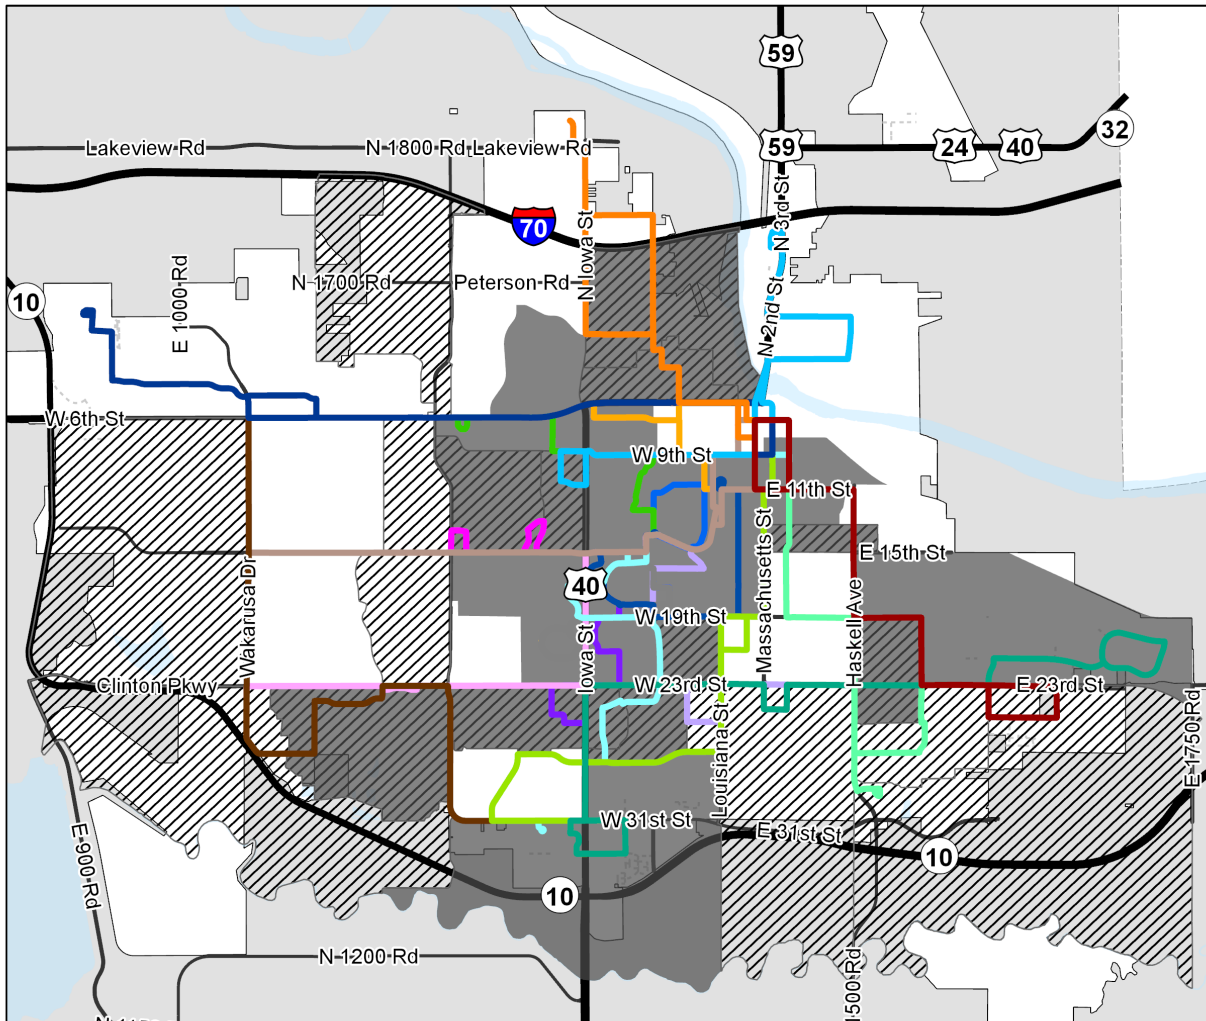 59
32
Lakeview Rd
N 1800 Rd
Lakeview Rd
59
24
40
70
N 3rd St
N Iowa St
E 1000 Rd
N 1700 Rd
Peterson Rd
10
N 2nd St
W 6th St
W 9th St
E 11th St
Massachusetts St
E 15th St
40
Wakarusa Dr
W 19th St
Haskell Ave
Iowa St
Clinton Pkwy
W 23rd St
E 23rd St
Louisiana St
E 1750 Rd
W 31st St
E 31st St
E 900 Rd
10
10
N 1200 Rd